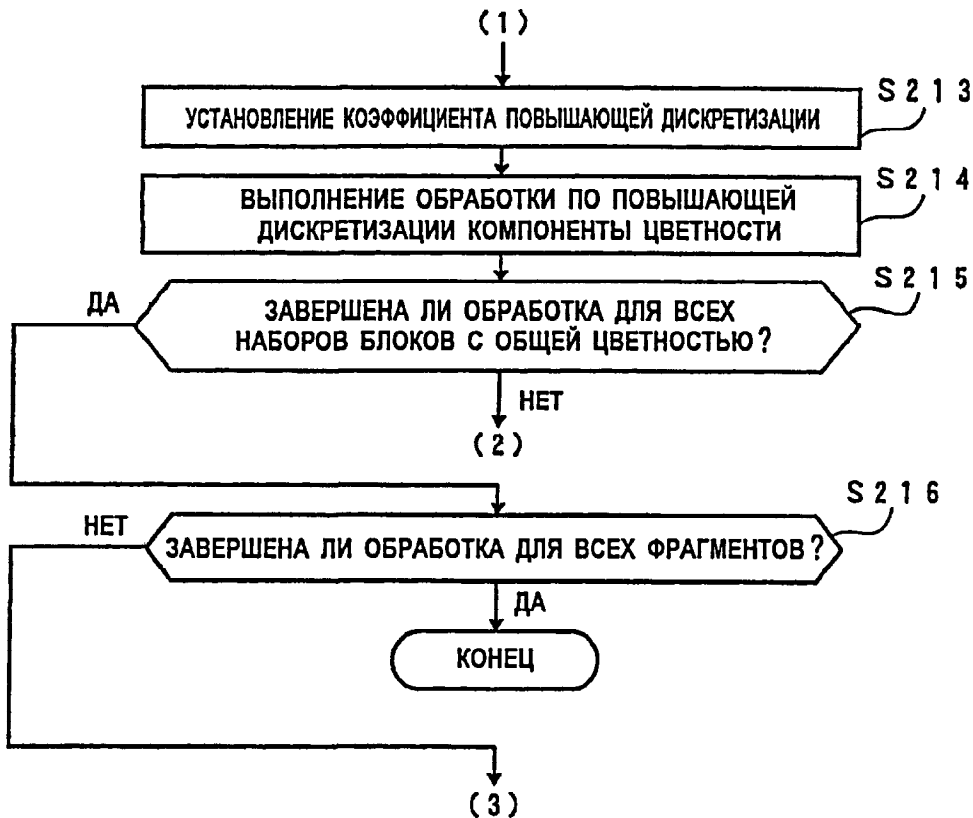 (1)
S213
УСТАНОВЛЕНИЕ КОЭФФИЦИЕНТА ПОВЫШАЮЩЕЙ ДИСКРЕТИЗАЦИИ
S214
ВЫПОЛНЕНИЕ ОБРАБОТКИ ПО ПОВЫШАЮЩЕЙ
ДИСКРЕТИЗАЦИИ КОМПОНЕНТЫ ЦВЕТНОСТИ
S215
ДА
ЗАВЕРШЕНА ЛИ ОБРАБОТКА ДЛЯ ВСЕХ
НАБОРОВ БЛОКОВ С ОБЩЕЙ ЦВЕТНОСТЬЮ?
НЕТ
(2)
S216
НЕТ
ЗАВЕРШЕНА ЛИ ОБРАБОТКА ДЛЯ ВСЕХ ФРАГМЕНТОВ?
ДА
КОНЕЦ
(3)